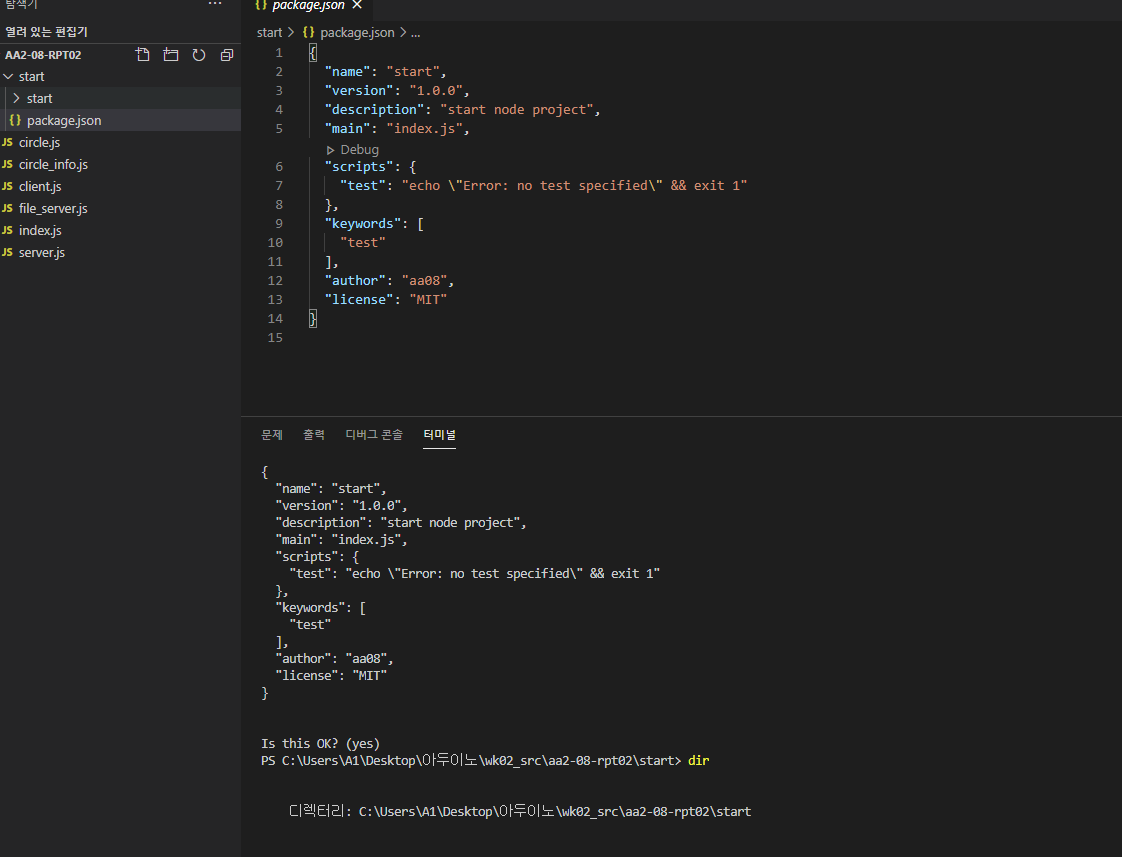 탐색기 ...
열려 있는 편집기
AA2-08-RPT02
start
start
{} package.json
JS circle.js
JS circle_info.js
JS client.js
JS file_server.js
JS index.js
JS server.js
{} package.json ×
start > {} package.json > ...
1 {
2 "name": "start",
3 "version": "1.0.0",
4 "description": "start node project",
5 "main": "index.js",
Debug
6 "scripts": {
7 "test": "echo \"Error: no test specified\" && exit 1"
8 },
9 "keywords": [
10 "test"
11 ],
12 "author": "aa08",
13 "license": "MIT"
14 }
15
문제 출력 디버그 콘솔 터미널
{
"name": "start",
"version": "1.0.0",
"description": "start node project",
"main": "index.js",
"scripts": {
"test": "echo \"Error: no test specified\" && exit 1"
},
"keywords": [
"test"
],
"author": "aa08",
"license": "MIT"
}
Is this OK? (yes)
PS C:\Users\A1\Desktop\아두이노\wk02_src\aa2-08-rpt02\start> dir
디렉터리: C:\Users\A1\Desktop\아두이노\wk02_src\aa2-08-rpt02\start